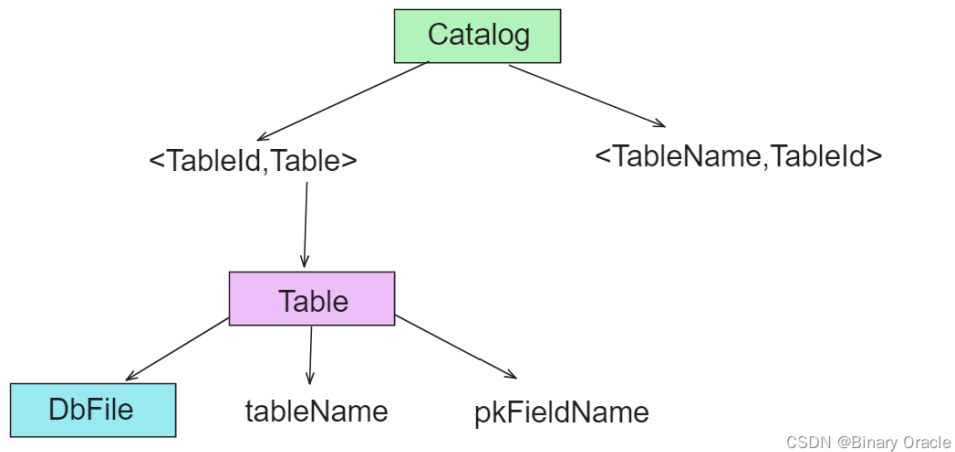 Catalog
<TableId,Table>
<TableName,TableId>
Table
DbFile
tableName
pkFieldName
CSDN @Binary Oracle